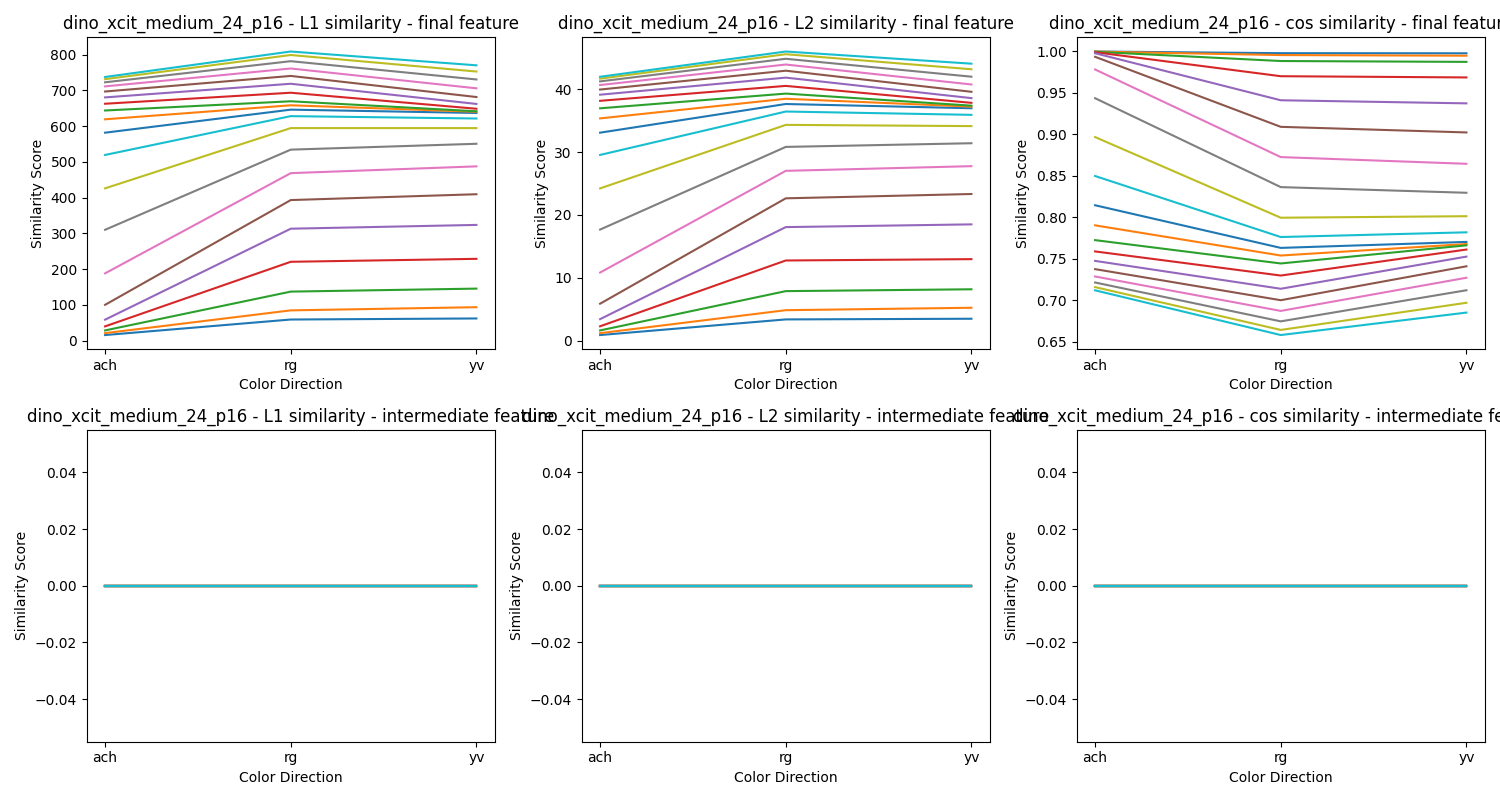 dino_xcit_medium_24_p16 - L1 similarity - final feature
800
700
600
500
400
300
200
100
0
Similarity Score
ach rg yv
Color Direction
dino_xcit_medium_24_p16 - L2 similarity - final feature
40
30
20
10
0
Similarity Score
ach rg yv
Color Direction
dino_xcit_medium_24_p16 - cos similarity - final featur
1.00
0.95
0.90
0.85
0.80
0.75
0.70
0.65
Similarity Score
ach rg yv
Color Direction
dino_xcit_medium_24_p16 - L1 similarity - intermediate feature
0.04
0.02
0.00
−0.02
−0.04
Similarity Score
ach rg yv
Color Direction
dino_xcit_medium_24_p16 - L2 similarity - intermediate feature
0.04
0.02
0.00
−0.02
−0.04
Similarity Score
ach rg yv
Color Direction
dino_xcit_medium_24_p16 - cos similarity - intermediate fe
0.04
0.02
0.00
−0.02
−0.04
Similarity Score
ach rg yv
Color Direction